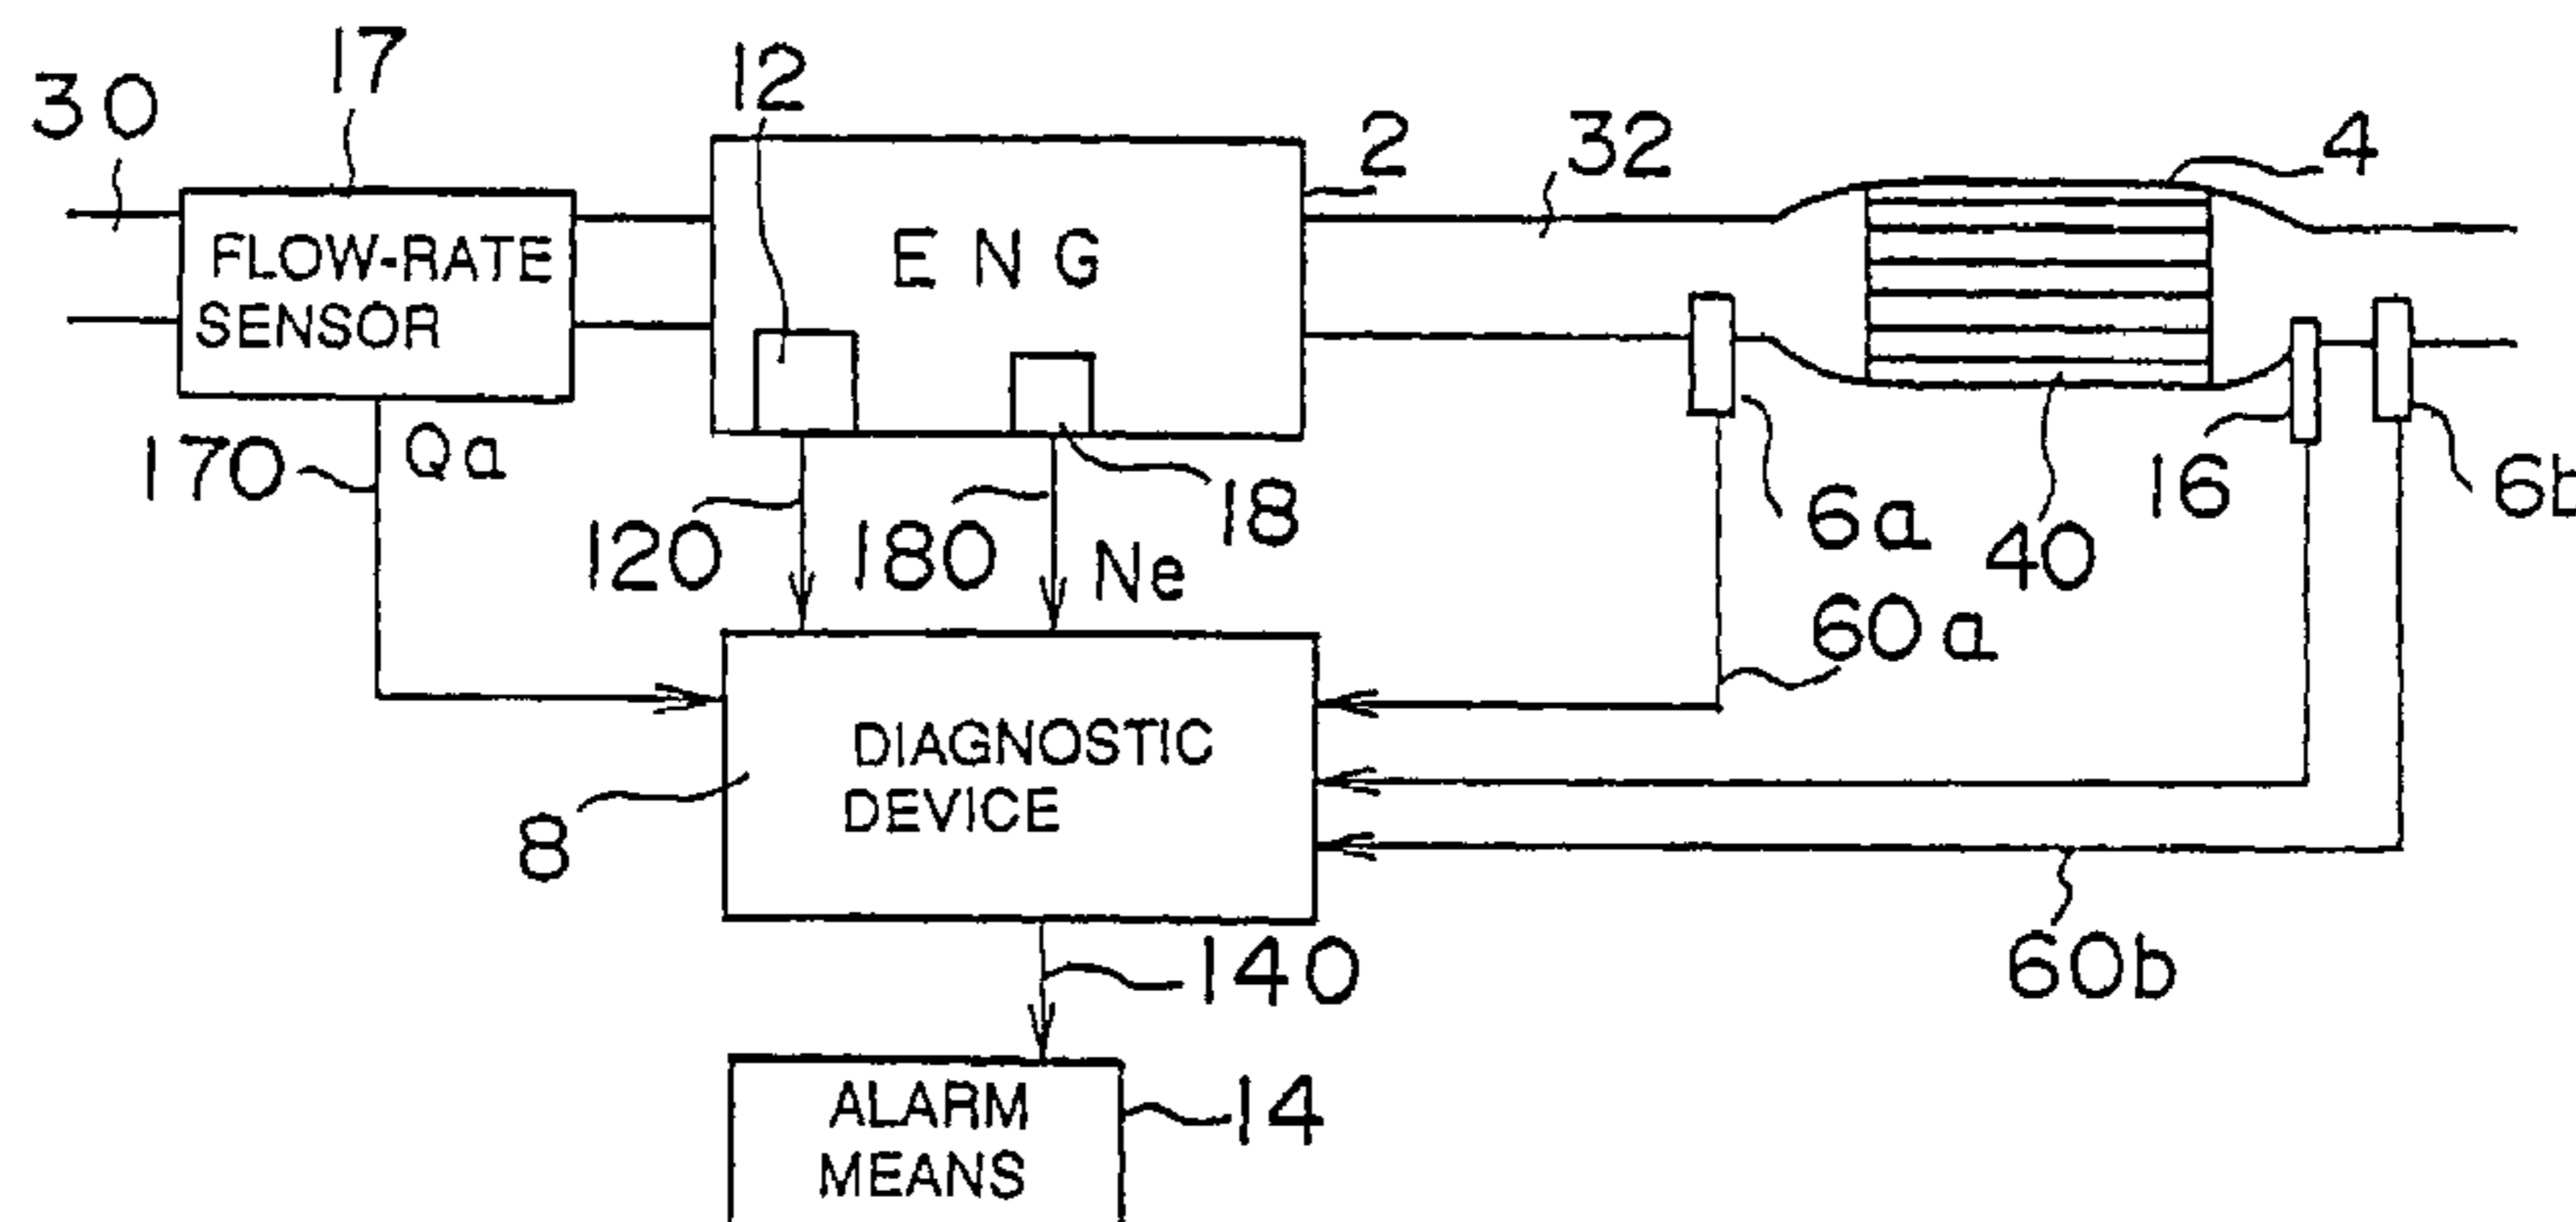 17
30
12
2
32
4
FLOW-RATE
SENSOR
ENG
Qa
170
120
180
18
Ne
6a
40
16
6b
60a
DIAGNOSTIC
DEVICE
8
60b
140
ALARM
MEANS
14